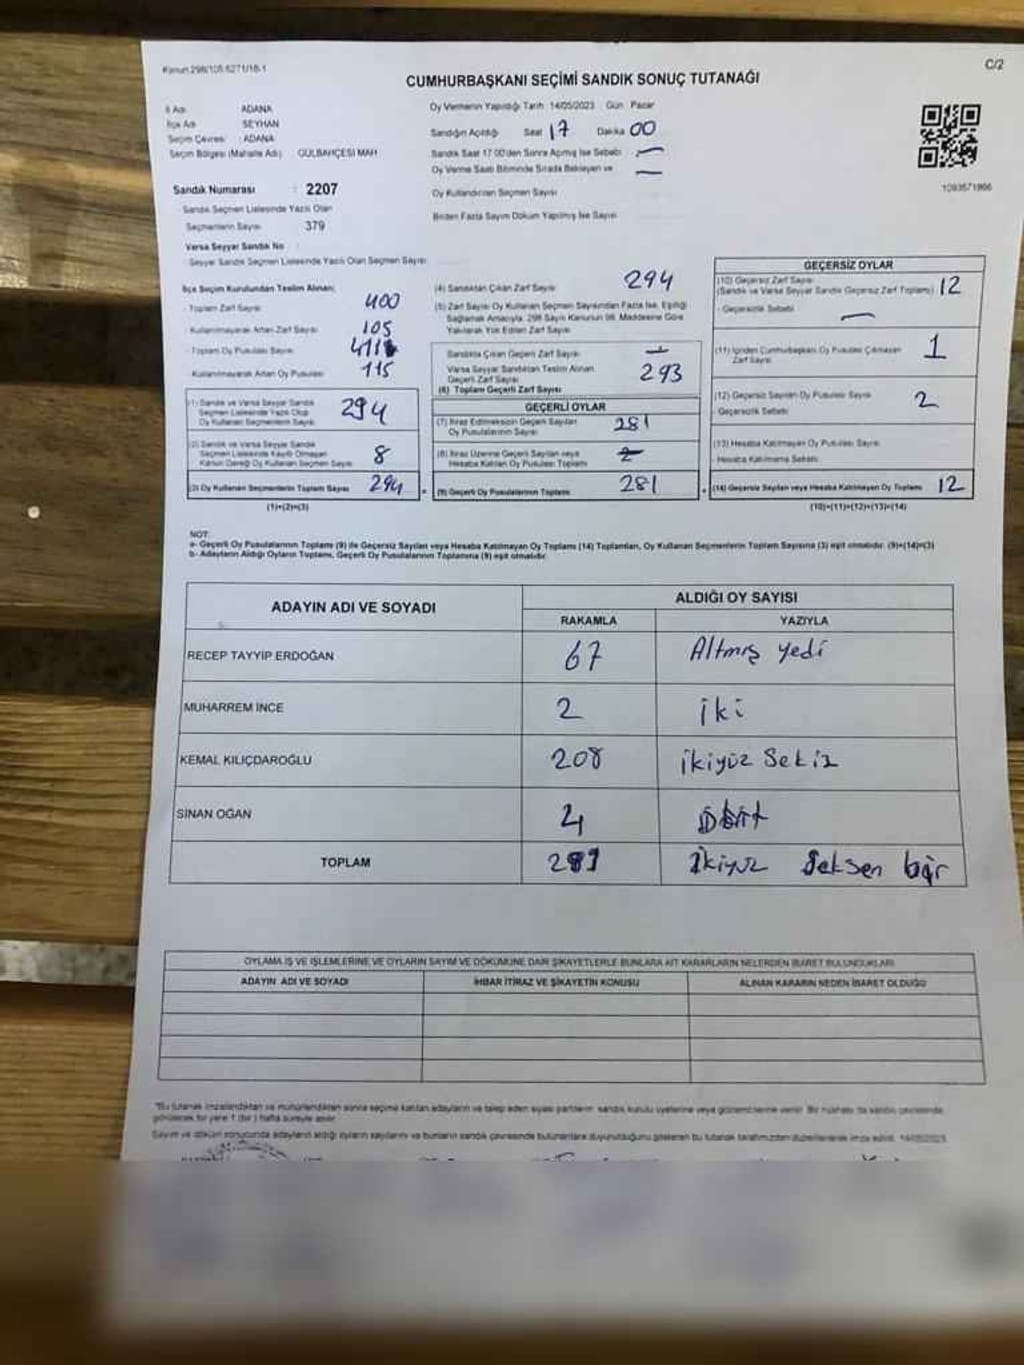 Kanun:298/105.6271/16-1
C/2
CUMHURBAŞKANI SEÇİMİ SANDIK SONUÇ TUTANAĞI
İl Adı ADANA
İlçe Adı SEYHAN
Seçim Çevresi : ADANA
Seçim Bölgesi (Mahalle Adı) GÜLBAHÇESİ MAH.
Oy Vermenin Yapıldığı Tarih :14/05/2023 Gün : Pazar
Sandığın Açıldığı Saat 17 Dakika 00
Sandık Saat 17:00'den Sonra Açılmış İse Sebebi —
Oy Verme Saati Bitiminde Sırada Bekleyen ve —
Oy Kullandırılan Seçmen Sayısı
Birden Fazla Sayım Döküm Yapılmış İse Sayısı
1093571966
Sandık Numarası : 2207
Sandık Seçmen Listesinde Yazılı Olan
Seçmenlerin Sayısı 379
Varsa Seyyar Sandık No
Seyyar Sandık Seçmen Listesinde Yazılı Olan Seçmen Sayısı
İlçe Seçim Kurulundan Teslim Alınan:
- Toplam Zarf Sayısı 400
- Kullanılmayarak Artan Zarf Sayısı 105
- Toplam Oy Pusulası Sayısı
- Kullanılmayarak Artan Oy Pusulası 115
(1) Sandık ve Varsa Seyyar Sandık
Seçmen Listesinde Yazılı Olup
Oy Kullanan Seçmenlerin Sayısı 294
(2) Sandık ve Varsa Seyyar Sandık
Seçmen Listesinde Kayıtlı Olmayan
Kanun Gereği Oy Kullanan Seçmen Sayısı 8
(3) Oy Kullanan Seçmenlerin Toplam Sayısı 294
(1)+(2)=(3)
(4) Sandıktan Çıkan Zarf Sayısı 294
(5) Zarf Sayısı Oy Kullanan Seçmen Sayısından Fazla İse, Eşitliği
Sağlamak Amacıyla, 298 Sayılı Kanunun 98. Maddesine Göre
Yakılarak Yok Edilen Zarf Sayısı
Sandıkta Çıkan Geçerli Zarf Sayısı —
Varsa Seyyar Sandıktan Teslim Alınan
Geçerli Zarf Sayısı 293
(6) Toplam Geçerli Zarf Sayısı
GEÇERLİ OYLAR
(7) İtiraz Edilmeksizin Geçerli Sayılan
Oy Pusulalarının Sayısı 281
(8) İtiraz Üzerine Geçerli Sayılan veya
Hesaba Katılan Oy Pusulası Toplamı
(9) Geçerli Oy Pusulalarının Toplamı 281
GEÇERSİZ OYLAR
(10) Geçersiz Zarf Sayısı
(Sandık ve Varsa Seyyar Sandık Geçersiz Zarf Toplamı) 12
- Geçersizlik Sebebi —
(11) İçinden Cumhurbaşkanı Oy Pusulası Çıkmayan
Zarf Sayısı 1
(12) Geçersiz Sayılan Oy Pusulası Sayısı 2
- Geçersizlik Sebebi
(13) Hesaba Katılmayan Oy Pusulası Sayısı
- Hesaba Katılmama Sebebi
(14) Geçersiz Sayılan veya Hesaba Katılmayan Oy Toplamı 12
(10)+(11)+(12)+(13)=(14)
NOT:
a- Geçerli Oy Pusulalarının Toplamı (9) ile Geçersiz Sayılan veya Hesaba Katılmayan Oy Toplamı (14) Toplamları, Oy Kullanan Seçmenlerin Toplam Sayısına (3) eşit olmalıdır. (9)+(14)=(3)
b- Adayların Aldığı Oyların Toplamı, Geçerli Oy Pusulalarının Toplamına (9) eşit olmalıdır.
ADAYIN ADI VE SOYADI ALDIĞI OY SAYISI
RAKAMLA YAZIYLA
RECEP TAYYİP ERDOĞAN 67 Altmış yedi
MUHARREM İNCE 2 iki
KEMAL KILIÇDAROĞLU 208 ikiyüz Sekiz
SİNAN OĞAN 4 Dört
TOPLAM 281 İkiyüz Seksen bir
OYLAMA İŞ VE İŞLEMLERİNE VE OYLARIN SAYIM VE DÖKÜMÜNE DAİR ŞİKAYETLERLE BUNLARA AİT KARARLARIN NELERDEN İBARET BULUNDUKLARI
ADAYIN ADI VE SOYADI İHBAR İTİRAZ VE ŞİKAYETİN KONUSU ALINAN KARARIN NEDEN İBARET OLDUĞU
*Bu tutanak imzalandıktan ve mühürlendikten sonra seçime katılan adayların ve talep eden siyasi partilerin sandık kurulu üyelerine veya gözlemcilerine verilir. Bir nüshası da sandık çevresinde
görülecek bir yere 1 (bir) hafta süreyle asılır.
Sayım ve döküm sonucunda adayların aldığı oyların sayılarını ve bunların sandık çevresinde bulunanlara duyurulduğunu gösteren bu tutanak tarafımızdan düzenlenerek imza edildi. 14/05/2023